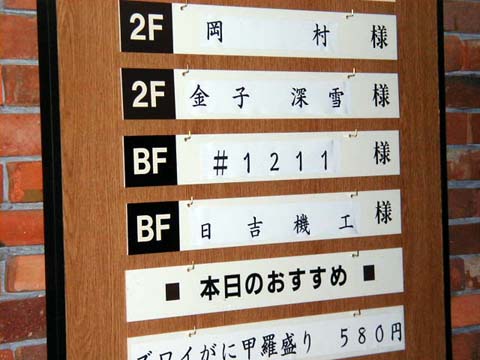 2F 岡村 様
2F 金子 深雪 様
BF #1211 様
BF 日吉機工 様
■ 本日のおすすめ ■
ズワイがに甲羅盛り 580円